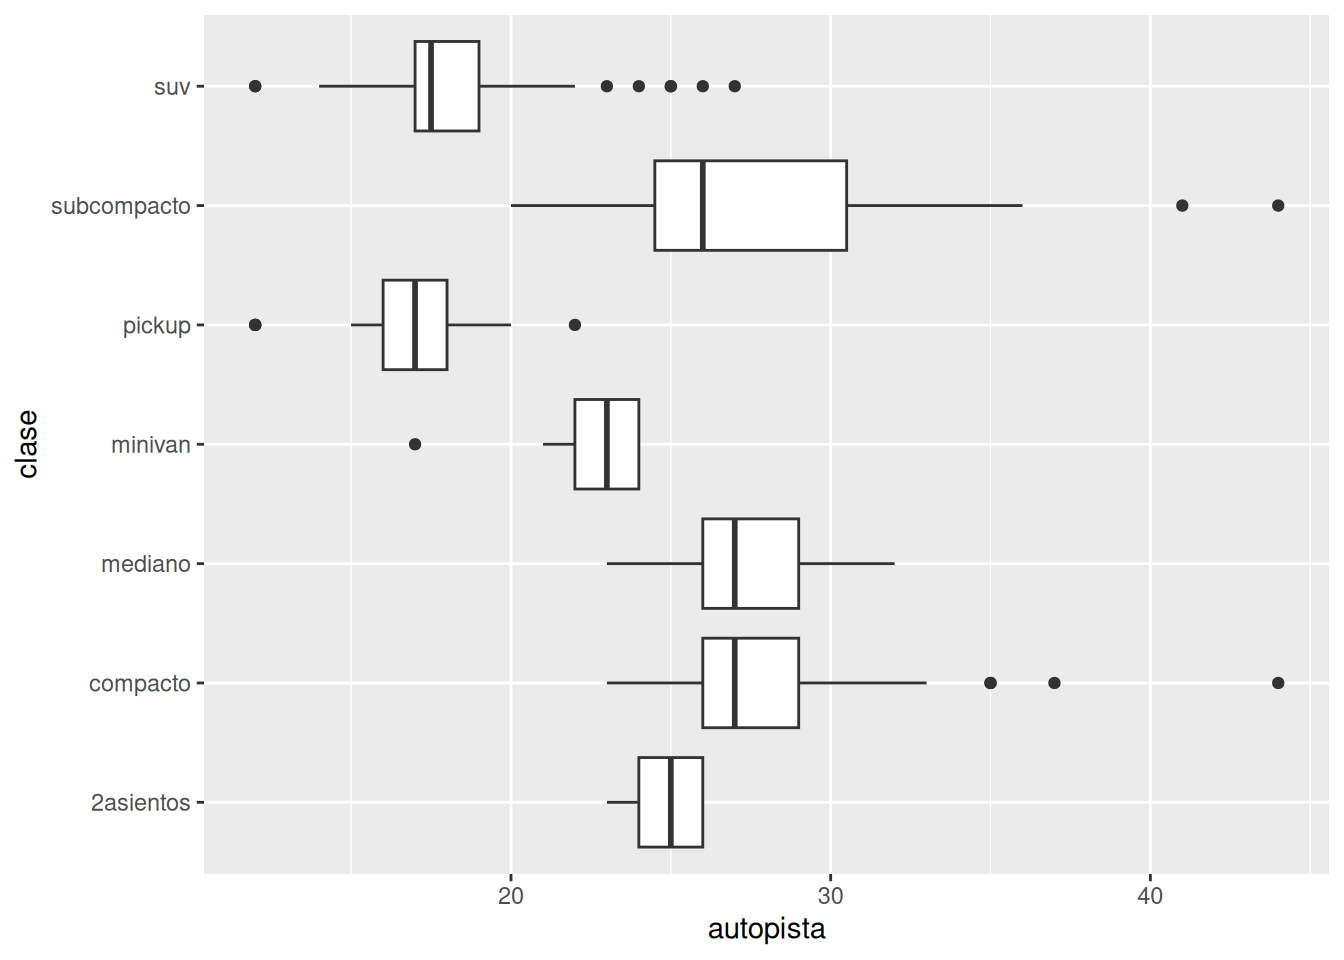 suv
subcompacto
pickup
minivan
mediano
compacto
2asientos
clase
20 30 40
autopista